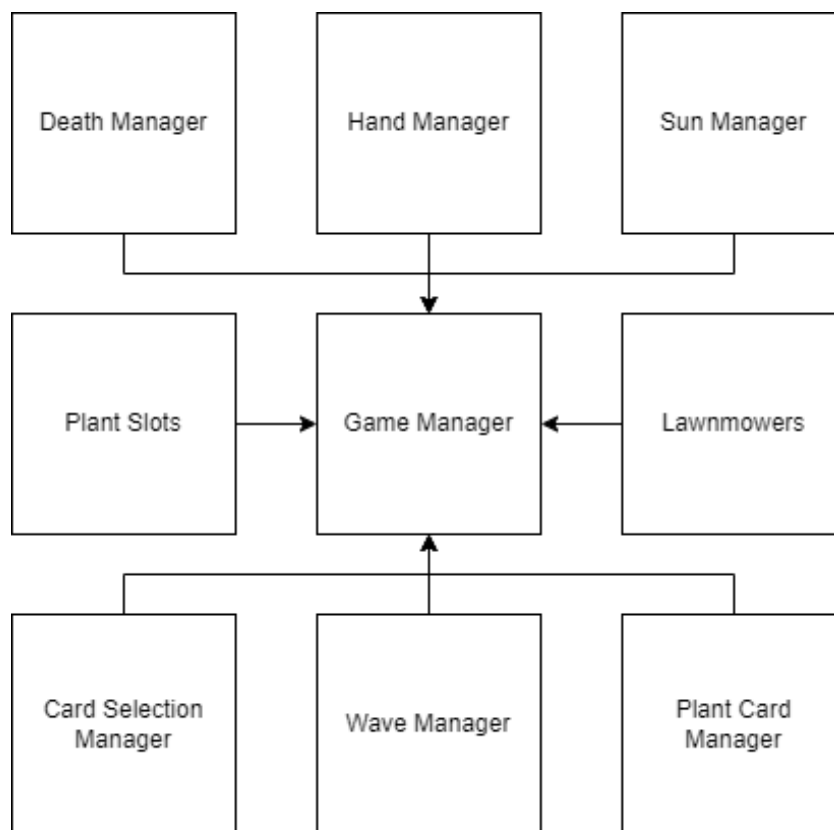 Death Manager
Hand Manager
Sun Manager
Plant Slots
Game Manager
Lawnmowers
Card Selection
Manager
Wave Manager
Plant Card
Manager